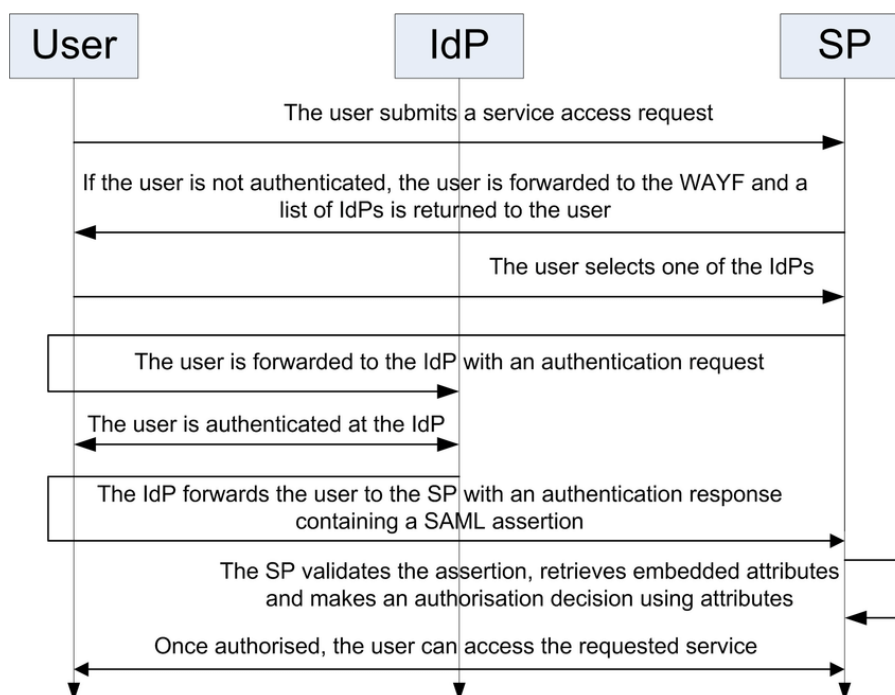 User
IdP
SP
The user submits a service access request
If the user is not authenticated, the user is forwarded to the WAYF and a
list of IdPs is returned to the user
The user selects one of the IdPs
The user is forwarded to the IdP with an authentication request
The user is authenticated at the IdP
The IdP forwards the user to the SP with an authentication response
containing a SAML assertion
The SP validates the assertion, retrieves embedded attributes
and makes an authorisation decision using attributes
Once authorised, the user can access the requested service